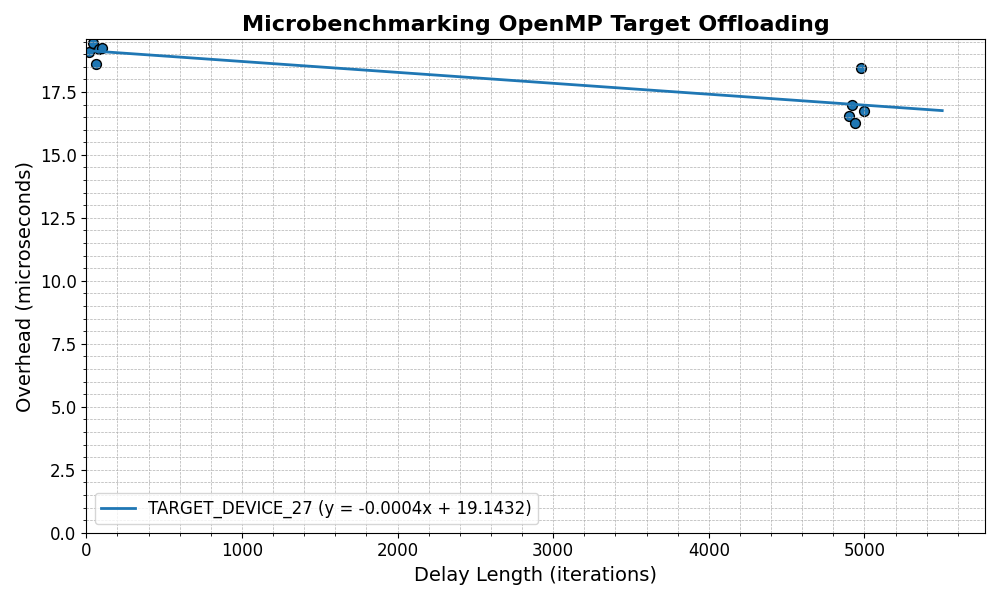 Microbenchmarking OpenMP Target Offloading
Overhead (microseconds)
17.5
15.0
12.5
10.0
7.5
5.0
2.5
0.0
TARGET_DEVICE_27 (y = -0.0004x + 19.1432)
0 1000 2000 3000 4000 5000
Delay Length (iterations)